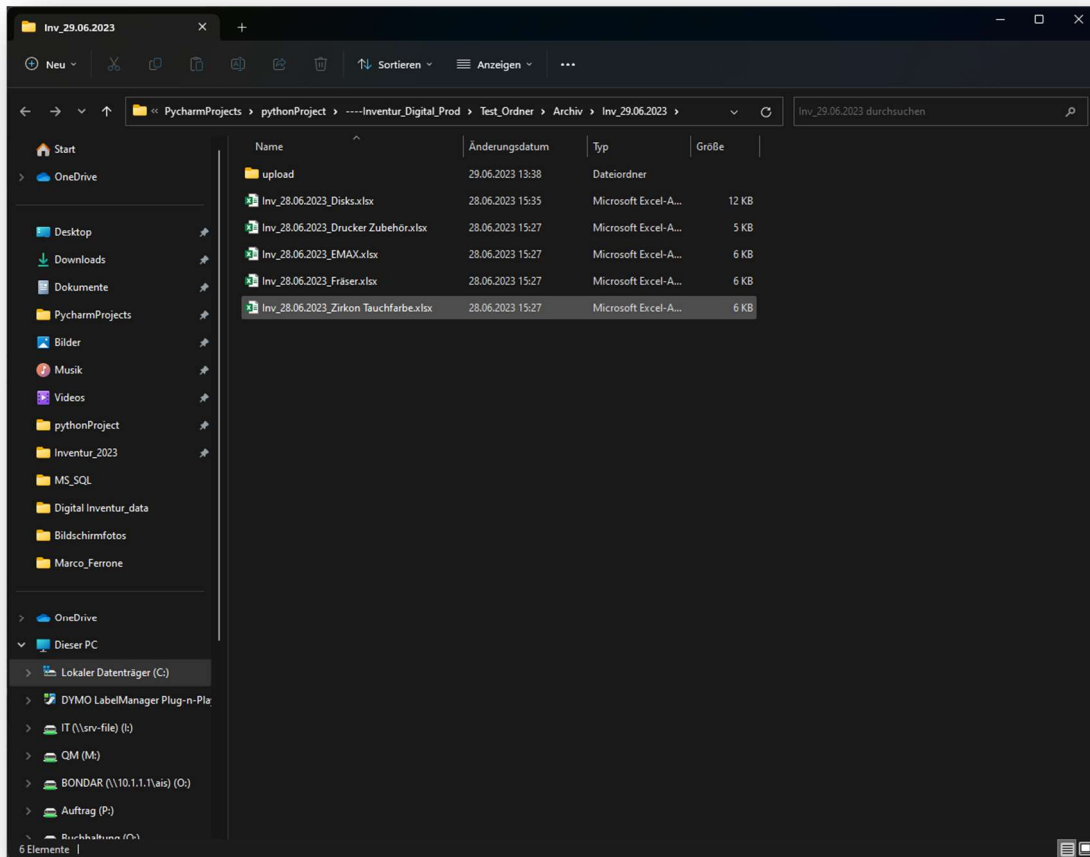 Inv_29.06.2023
Neu
Sortieren
Anzeigen
« PycharmProjects > pythonProject > ----Inventur_Digital_Prod > Test_Ordner > Archiv > Inv_29.06.2023 >
Inv_29.06.2023 durchsuchen
Name Änderungsdatum Typ Größe
upload 29.06.2023 13:38 Dateiordner
Inv_28.06.2023_Disks.xlsx 28.06.2023 15:35 Microsoft Excel-A... 12 KB
Inv_28.06.2023_Drucker Zubehör.xlsx 28.06.2023 15:27 Microsoft Excel-A... 5 KB
Inv_28.06.2023_EMAX.xlsx 28.06.2023 15:27 Microsoft Excel-A... 6 KB
Inv_28.06.2023_Fräser.xlsx 28.06.2023 15:27 Microsoft Excel-A... 6 KB
Inv_28.06.2023_Zirkon Tauchfarbe.xlsx 28.06.2023 15:27 Microsoft Excel-A... 6 KB
Start
OneDrive
Desktop
Downloads
Dokumente
PycharmProjects
Bilder
Musik
Videos
pythonProject
Inventur_2023
MS_SQL
Digital Inventur_data
Bildschirmfotos
Marco_Ferrone
OneDrive
Dieser PC
Lokaler Datenträger (C:)
DYMO LabelManager Plug-n-Play
IT (\\srv-file) (I:)
QM (M:)
BONDAR (\\10.1.1.1\ais) (O:)
Auftrag (P:)
Buchhaltung (Q:)
6 Elemente